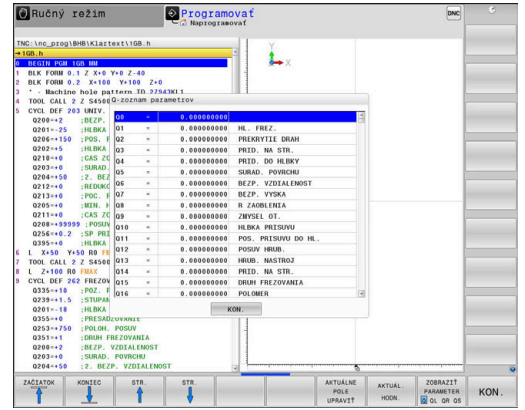 Ručný režim
Programovať
Naprogramovať
DNC
TNC:\nc_prog\BHB\Klartext\1GB.h
→1GB.h
0 BEGIN PGM 1GB MM
1 BLK FORM 0.1 Z X+0 Y+0 Z-40
2 BLK FORM 0.2 X+100 Y+100 Z+0
3 * - Machine hole pattern ID 27943KL1
4 TOOL CALL 2 Z S4500
5 CYCL DEF 203 UNIV.
Q200=+2 ;BEZP.
Q201=-25 ;HLBKA
Q206=+150 ;POS. P
Q202=+5 ;HLBKA
Q210=+0 ;CAS ZO
Q203=+0 ;SURAD.
Q204=+50 ;2. BEZ
Q212=+0 ;REDUKC
Q213=+0 ;POC. P
Q205=+0 ;MIN. H
Q211=+0 ;CAS ZO
Q208=+99999 ;POSUV
Q256=+0.2 ;SP PRI
Q395=+0 ;HLBKA
6 L X+50 Y+50 R0 FM
7 TOOL CALL 2 Z S4500
8 L Z+100 R0 FMAX
9 CYCL DEF 262 FREZOV
Q335=+10 ;POZ. P
Q239=+1.5 ;STUPAN
Q201=-18 ;HLBKA
Q355=+0 ;PRESADZOVANIE
Q253=+750 ;POLOH. POSUV
Q351=+1 ;DRUH FREZOVANIA
Q200=+2 ;BEZP. VZDIALENOST
Q203=+0 ;SURAD. POVRCHU
Q204=+50 ;2. BEZP. VZDIALENOST
Q-zoznam parametrov
Q0 = 0.000000000
Q1 = 0.000000000 HL. FREZ.
Q2 = 0.000000000 PREKRYTIE DRAH
Q3 = 0.000000000 PRID. NA STR.
Q4 = 0.000000000 PRID. DO HLBKY
Q5 = 0.000000000 SURAD. POVRCHU
Q6 = 0.000000000 BEZP. VZDIALENOST
Q7 = 0.000000000 BEZP. VYSKA
Q8 = 0.000000000 R ZAOBLENIA
Q9 = 0.000000000 ZMYSEL OT.
Q10 = 0.000000000 HLBKA PRISUVU
Q11 = 0.000000000 POS. PRISUVU DO HL.
Q12 = 0.000000000 POSUV HRUB.
Q13 = 0.000000000 HRUB. NASTROJ
Q14 = 0.000000000 PRID. NA STR.
Q15 = 0.000000000 DRUH FREZOVANIA
Q16 = 0.000000000 POLOMER
KON.
Y
X
ZAČIATOK
KONIEC
STR.
STR.
AKTUÁLNE POLE UPRAVIŤ
AKTUÁL. HODN.
ZOBRAZIŤ PARAMETER Q QL QR QS
KON.